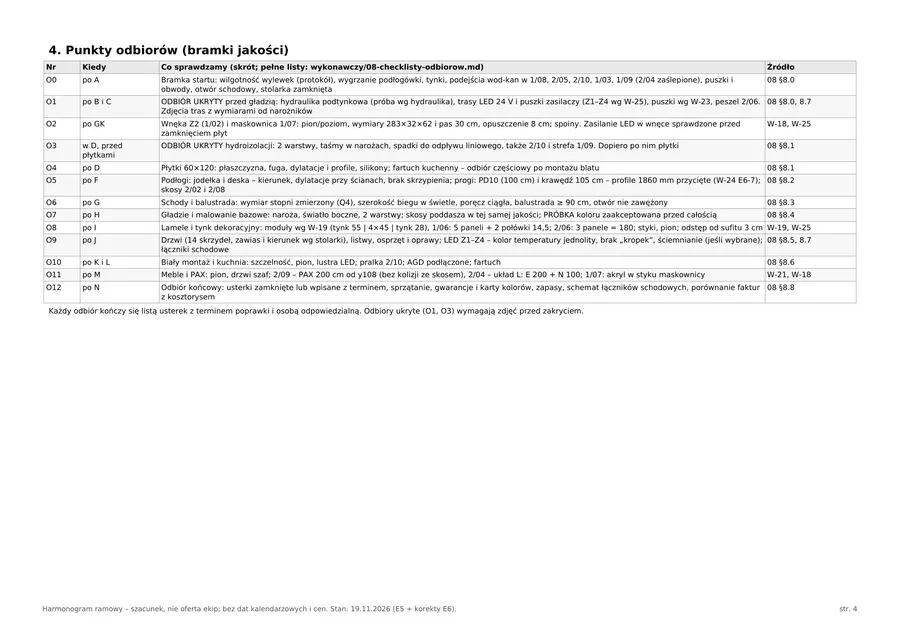 4. Punkty odbiorów (bramki jakości)
Nr Kiedy Co sprawdzamy (skrót; pełne listy: wykonawczy/08-checklisty-odbiorow.md) Źródło
O0 po A Bramka startu: wilgotność wylewek (protokół), wygrzanie podłogówki, tynki, podejścia wod-kan w 1/08, 2/05, 2/10, 1/03, 1/09 (2/04 zaślepione), puszki i 08 §8.0
obwody, otwór schodowy, stolarka zamknięta
O1 po B i C ODBIÓR UKRYTY przed gładzią: hydraulika podtynkowa (próba wg hydraulika), trasy LED 24 V i puszki zasilaczy (Z1–Z4 wg W-25), puszki wg W-23, peszel 2/06. 08 §8.0, 8.7
Zdjęcia tras z wymiarami od narożników
O2 po GK Wnęka Z2 (1/02) i maskownica 1/07: pion/poziom, wymiary 283×32×62 i pas 30 cm, opuszczenie 8 cm; spoiny. Zasilanie LED w wnęce sprawdzone przed W-18, W-25
zamknięciem płyt
O3 w D, przed ODBIÓR UKRYTY hydroizolacji: 2 warstwy, taśmy w narożach, spadki do odpływu liniowego, także 2/10 i strefa 1/09. Dopiero po nim płytki 08 §8.1
płytkami
O4 po D Płytki 60×120: płaszczyzna, fuga, dylatacje i profile, silikony; fartuch kuchenny – odbiór częściowy po montażu blatu 08 §8.1
O5 po F Podłogi: jodełka i deska – kierunek, dylatacje przy ścianach, brak skrzypienia; progi: PD10 (100 cm) i krawędź 105 cm – profile 1860 mm przycięte (W-24 E6-7); 08 §8.2
skosy 2/02 i 2/08
O6 po G Schody i balustrada: wymiar stopni zmierzony (Q4), szerokość biegu w świetle, poręcz ciągła, balustrada ≥ 90 cm, otwór nie zawężony 08 §8.3
O7 po H Gładzie i malowanie bazowe: naroża, światło boczne, 2 warstwy; skosy poddasza w tej samej jakości; PRÓBKA koloru zaakceptowana przed całością 08 §8.4
O8 po I Lamele i tynk dekoracyjny: moduły wg W-19 (tynk 55 | 4×45 | tynk 28), 1/06: 5 paneli + 2 połówki 14,5; 2/06: 3 panele = 180; styki, pion; odstęp od sufitu 3 cm W-19, W-25
O9 po J Drzwi (14 skrzydeł, zawias i kierunek wg stolarki), listwy, osprzęt i oprawy; LED Z1–Z4 – kolor temperatury jednolity, brak „kropek”, ściemnianie (jeśli wybrane); 08 §8.5, 8.7
łączniki schodowe
O10 po K i L Biały montaż i kuchnia: szczelność, pion, lustra LED; pralka 2/10; AGD podłączone; fartuch 08 §8.6
O11 po M Meble i PAX: pion, drzwi szaf; 2/09 – PAX 200 cm od y108 (bez kolizji ze skosem), 2/04 – układ L: E 200 + N 100; 1/07: akryl w styku maskownicy W-21, W-18
O12 po N Odbiór końcowy: usterki zamknięte lub wpisane z terminem, sprzątanie, gwarancje i karty kolorów, zapasy, schemat łączników schodowych, porównanie faktur 08 §8.8
z kosztorysem
Każdy odbiór kończy się listą usterek z terminem poprawki i osobą odpowiedzialną. Odbiory ukryte (O1, O3) wymagają zdjęć przed zakryciem.
Harmonogram ramowy – szacunek, nie oferta ekip; bez dat kalendarzowych i cen. Stan: 19.11.2026 (E5 + korekty E6). str. 4